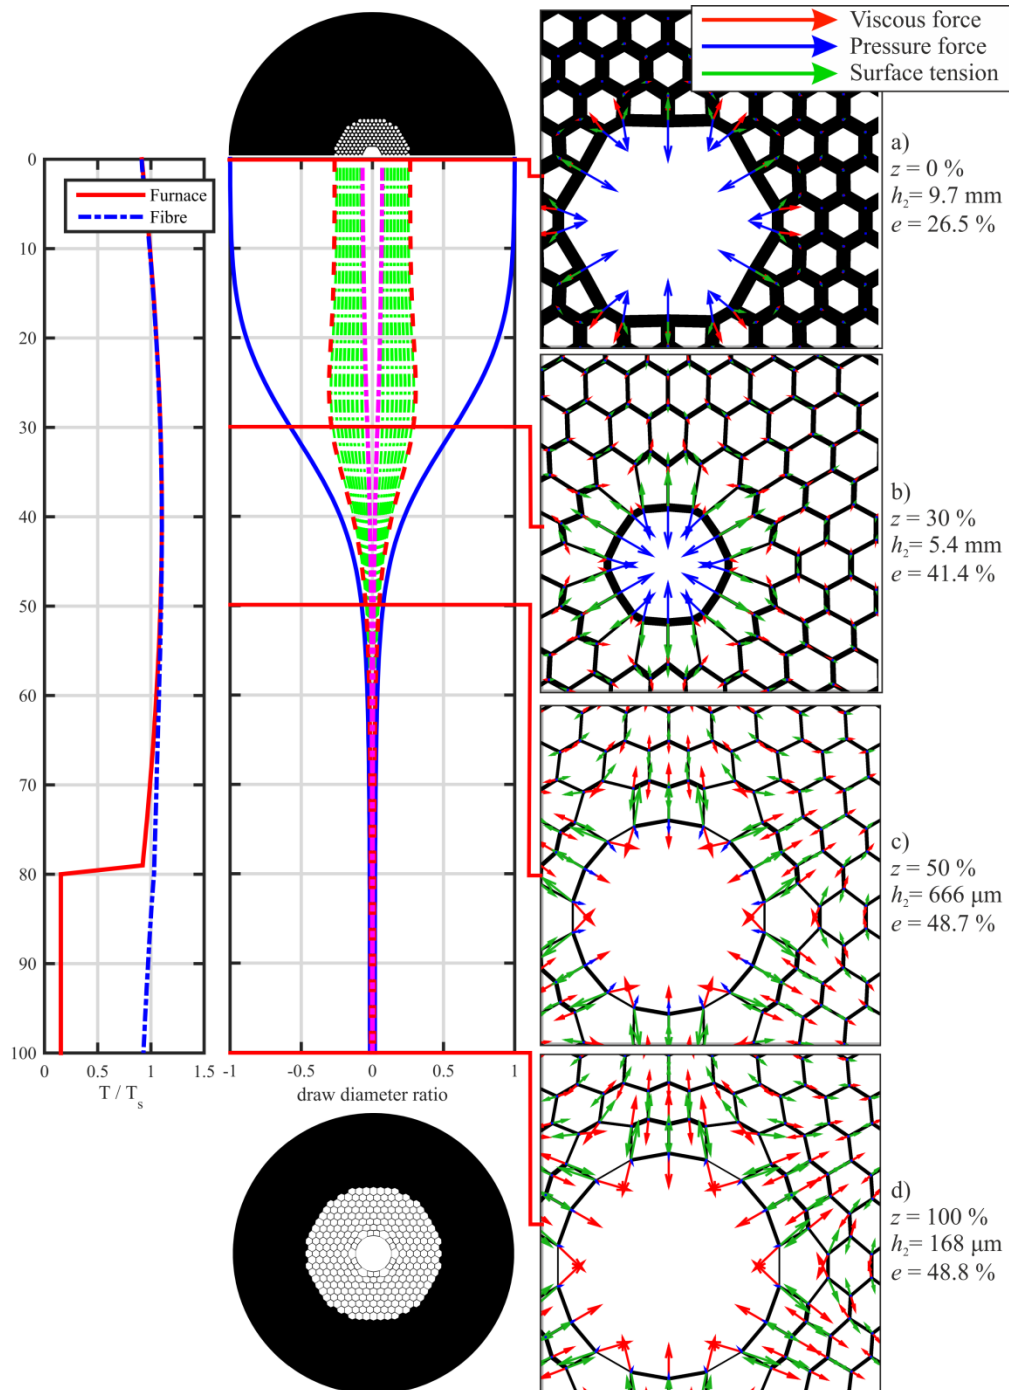 Viscous force
Pressure force
Surface tension
a)
z = 0 %
h2= 9.7 mm
e = 26.5 %
0
10
20
30
40
50
60
70
80
90
100
Furnace
Fibre
0
0.5
1
1.5
T / Ts
-1
-0.5
0
0.5
1
draw diameter ratio
b)
z = 30 %
h2= 5.4 mm
e = 41.4 %
c)
z = 50 %
h2= 666 μm
e = 48.7 %
d)
z = 100 %
h2= 168 μm
e = 48.8 %